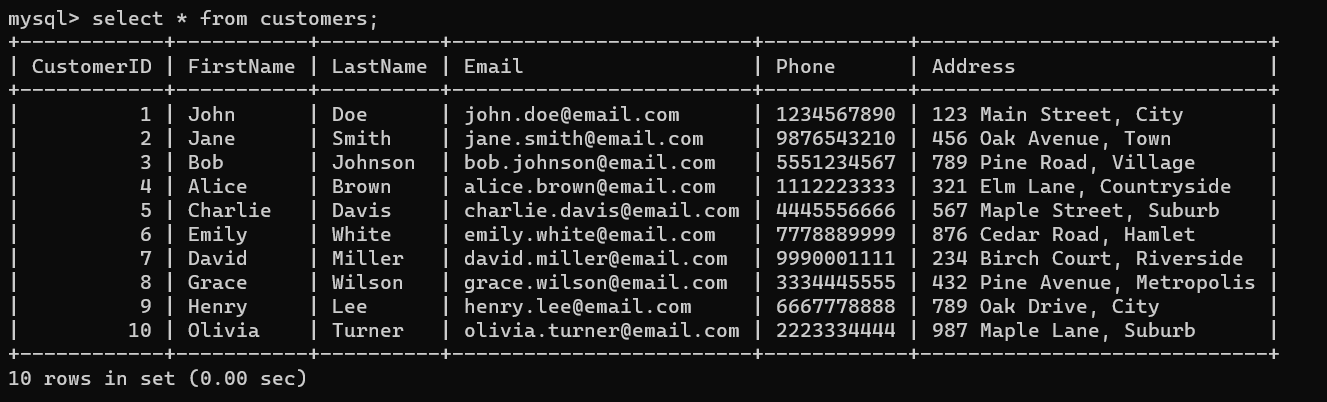 mysql> select * from customers;
+------------+-----------+----------+-------------------------+------------+-----------------------------+
| CustomerID | FirstName | LastName | Email                   | Phone      | Address                     |
+------------+-----------+----------+-------------------------+------------+-----------------------------+
|          1 | John      | Doe      | john.doe@email.com      | 1234567890 | 123 Main Street, City       |
|          2 | Jane      | Smith    | jane.smith@email.com    | 9876543210 | 456 Oak Avenue, Town        |
|          3 | Bob       | Johnson  | bob.johnson@email.com   | 5551234567 | 789 Pine Road, Village      |
|          4 | Alice     | Brown    | alice.brown@email.com   | 1112223333 | 321 Elm Lane, Countryside   |
|          5 | Charlie   | Davis    | charlie.davis@email.com | 4445556666 | 567 Maple Street, Suburb    |
|          6 | Emily     | White    | emily.white@email.com   | 7778889999 | 876 Cedar Road, Hamlet      |
|          7 | David     | Miller   | david.miller@email.com  | 9990001111 | 234 Birch Court, Riverside  |
|          8 | Grace     | Wilson   | grace.wilson@email.com  | 3334445555 | 432 Pine Avenue, Metropolis |
|          9 | Henry     | Lee      | henry.lee@email.com     | 6667778888 | 789 Oak Drive, City         |
|         10 | Olivia    | Turner   | olivia.turner@email.com | 2223334444 | 987 Maple Lane, Suburb      |
+------------+-----------+----------+-------------------------+------------+-----------------------------+
10 rows in set (0.00 sec)